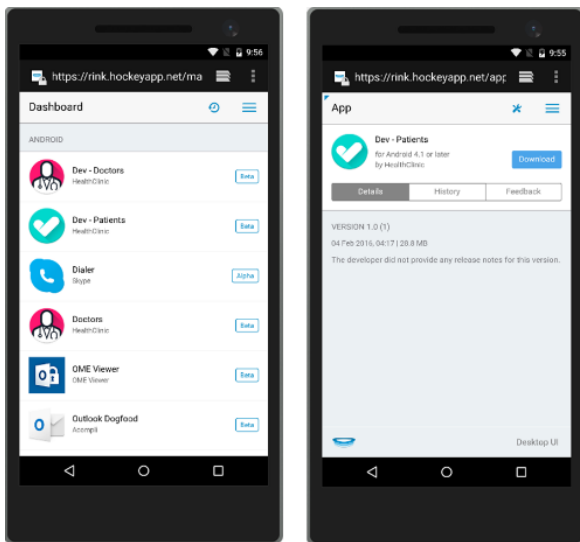 9:56
https://rink.hockeyapp.net/ma
Dashboard
ANDROID
Dev - Doctors
HealthClinic
Beta
Dev - Patients
HealthClinic
Beta
Dialer
Skype
Alpha
Doctors
HealthClinic
Beta
OME Viewer
OME Viewer
Beta
Outlook Dogfood
Acompli
Beta
9:55
https://rink.hockeyapp.net/app
App
Dev - Patients
for Android 4.1 or later
by HealthClinic
Download
Details
History
Feedback
VERSION 1.0 (1)
04 Feb 2016, 04:17 | 28.8 MB
The developer did not provide any release notes for this version.
Desktop UI